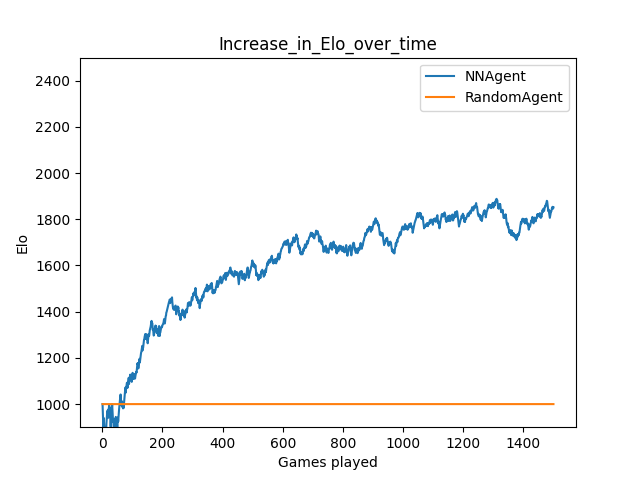 Increase_in_Elo_over_time
NNAgent
RandomAgent
2400
2200
2000
1800
1600
1400
1200
1000
Elo
0 200 400 600 800 1000 1200 1400
Games played